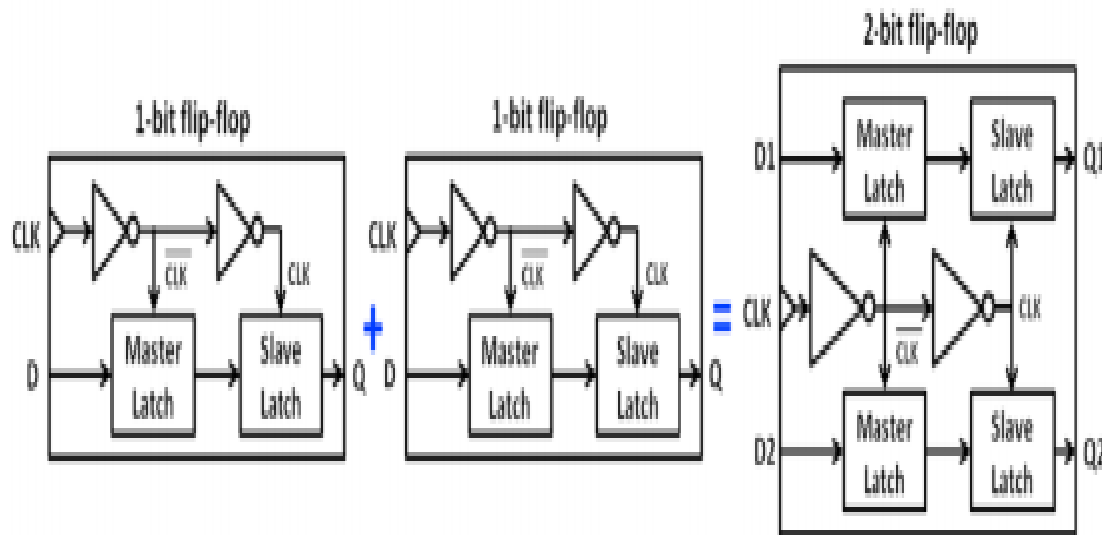 1-bit flip-flop
CLK
CLK
CLK
D
Master
Latch
Slave
Latch
Q
+
1-bit flip-flop
CLK
CLK
CLK
D
Master
Latch
Slave
Latch
Q
=
2-bit flip-flop
D1
Master
Latch
Slave
Latch
Q1
CLK
CLK
CLK
D2
Master
Latch
Slave
Latch
Q2